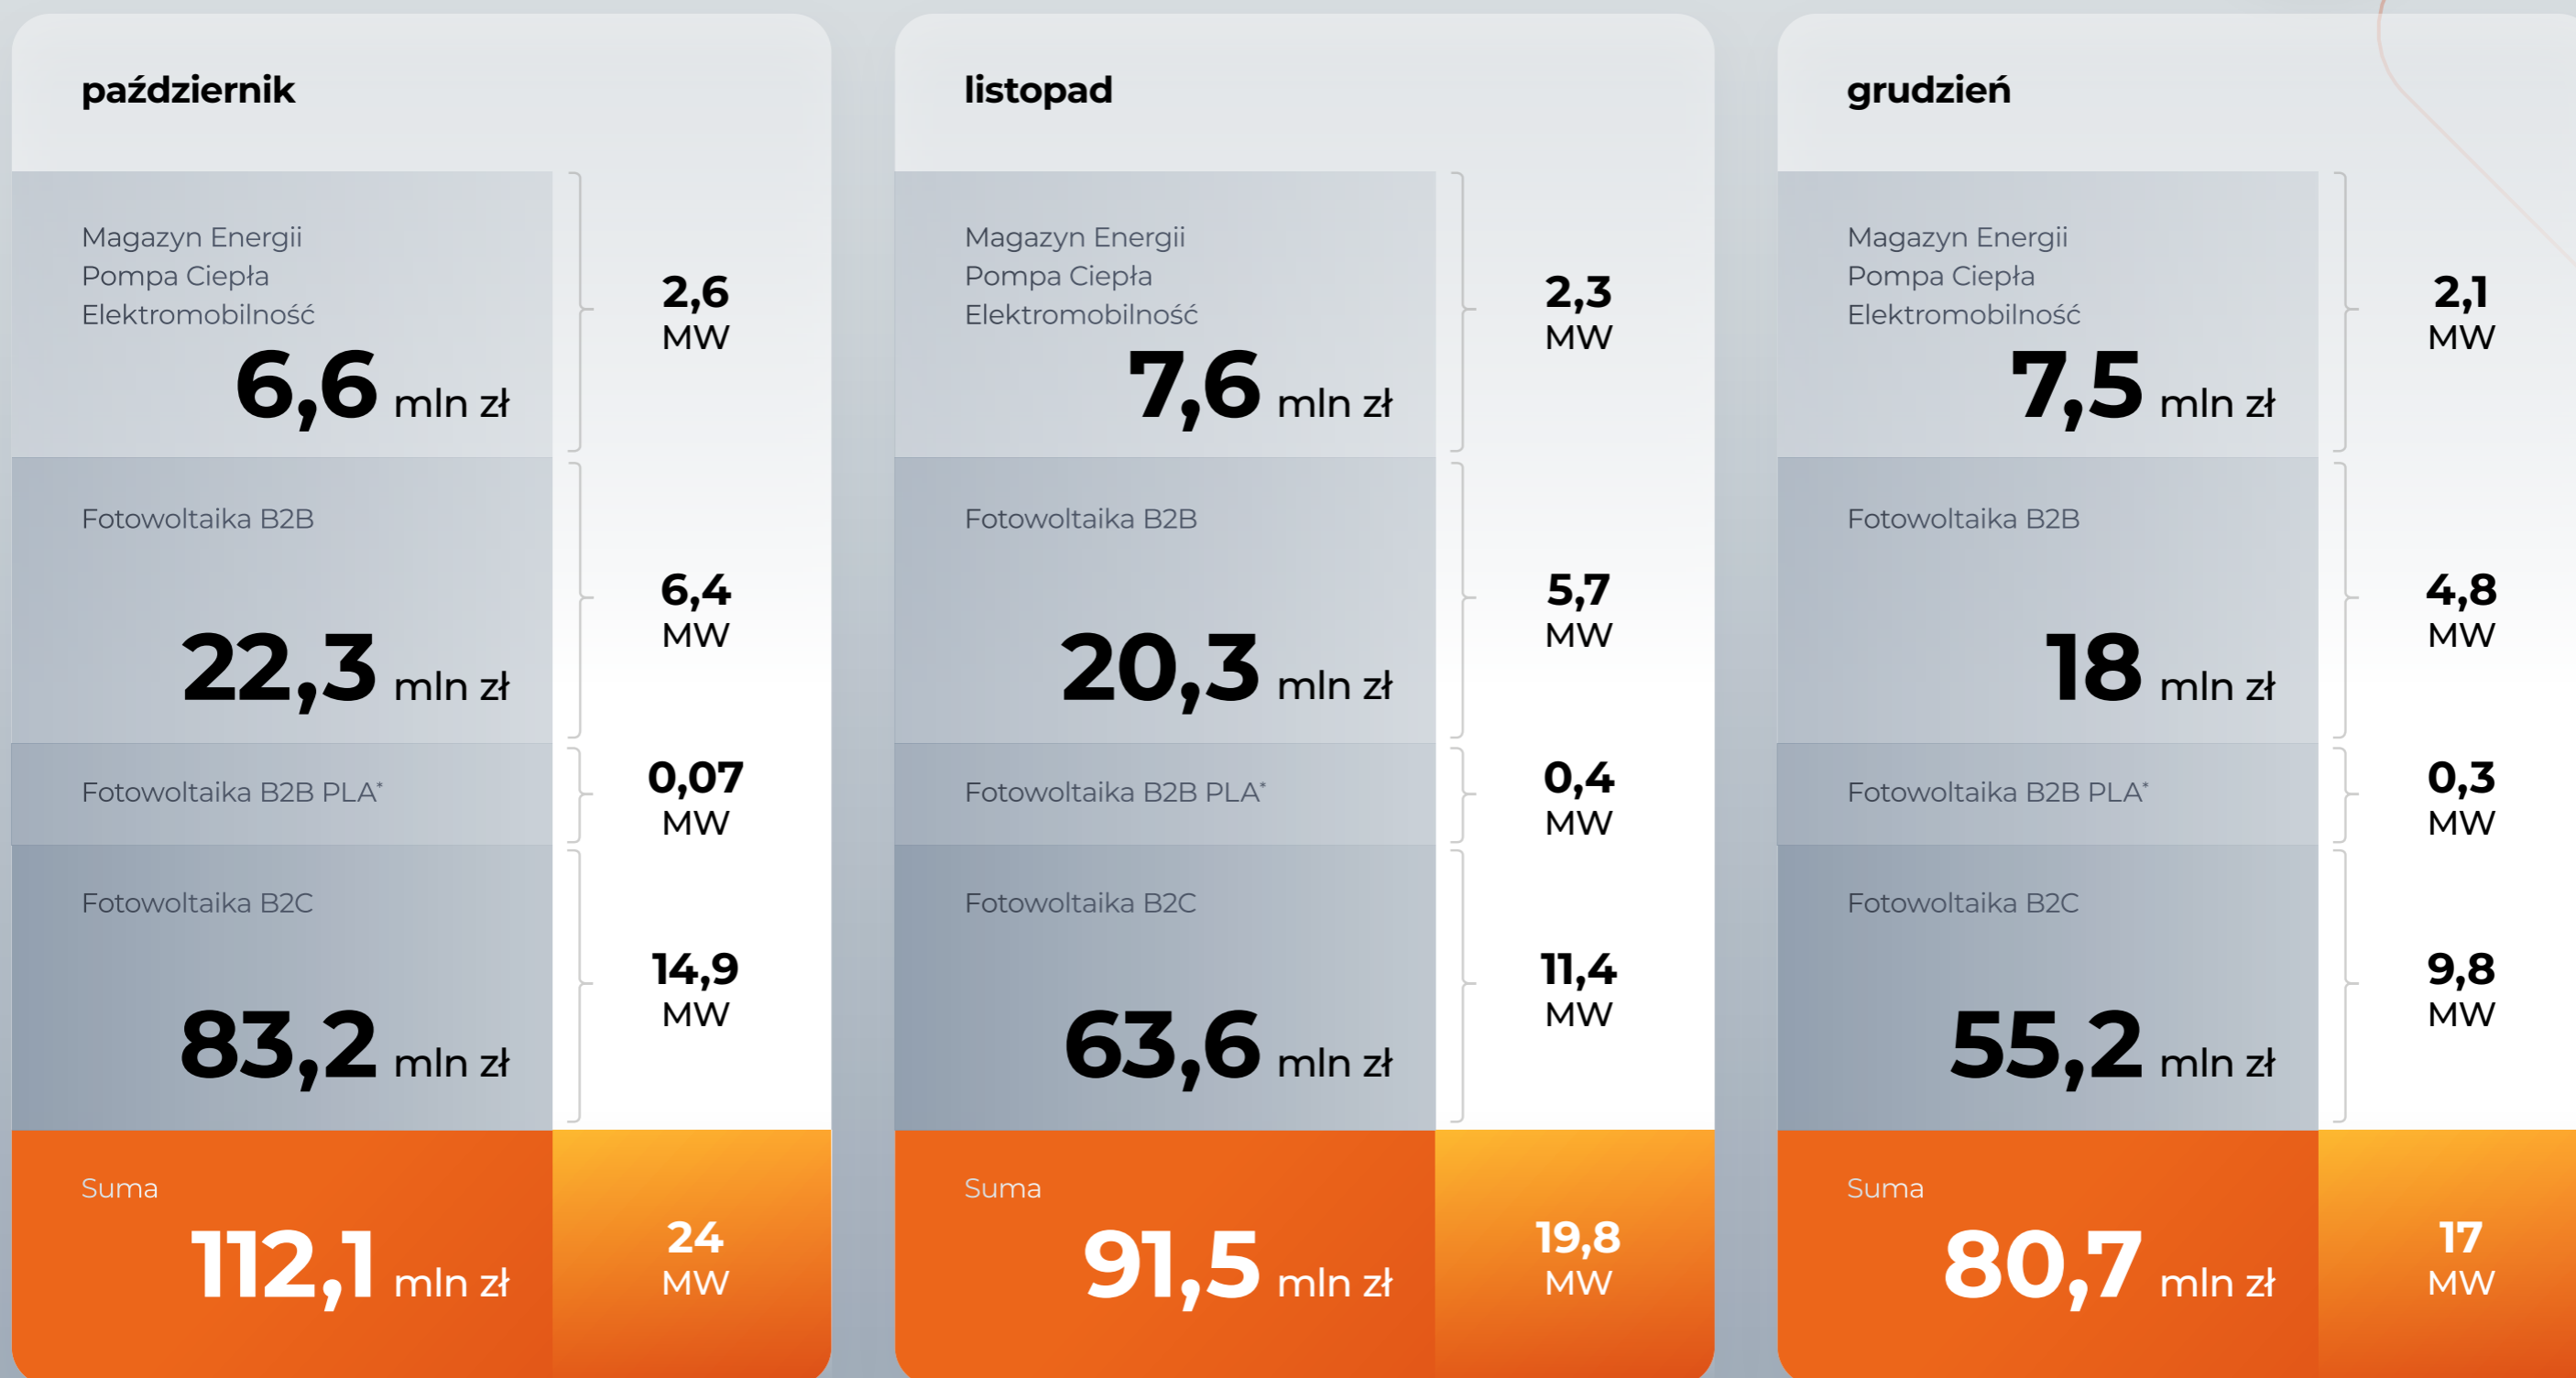 październik
Magazyn Energii
Pompa Ciepła
Elektromobilność
6,6 mln zł
2,6
MW
Fotowoltaika B2B
22,3 mln zł
6,4
MW
Fotowoltaika B2B PLA*
0,07
MW
Fotowoltaika B2C
83,2 mln zł
14,9
MW
Suma
112,1 mln zł
24
MW
listopad
Magazyn Energii
Pompa Ciepła
Elektromobilność
7,6 mln zł
2,3
MW
Fotowoltaika B2B
20,3 mln zł
5,7
MW
Fotowoltaika B2B PLA*
0,4
MW
Fotowoltaika B2C
63,6 mln zł
11,4
MW
Suma
91,5 mln zł
19,8
MW
grudzień
Magazyn Energii
Pompa Ciepła
Elektromobilność
7,5 mln zł
2,1
MW
Fotowoltaika B2B
18 mln zł
4,8
MW
Fotowoltaika B2B PLA*
0,3
MW
Fotowoltaika B2C
55,2 mln zł
9,8
MW
Suma
80,7 mln zł
17
MW